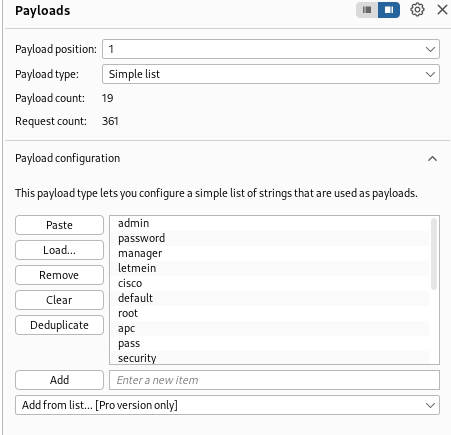 Payloads
Payload position: 1
Payload type: Simple list
Payload count: 19
Request count: 361
Payload configuration
This payload type lets you configure a simple list of strings that are used as payloads.
Paste
Load...
Remove
Clear
Deduplicate
admin
password
manager
letmein
cisco
default
root
apc
pass
security
Add
Enter a new item
Add from list... [Pro version only]